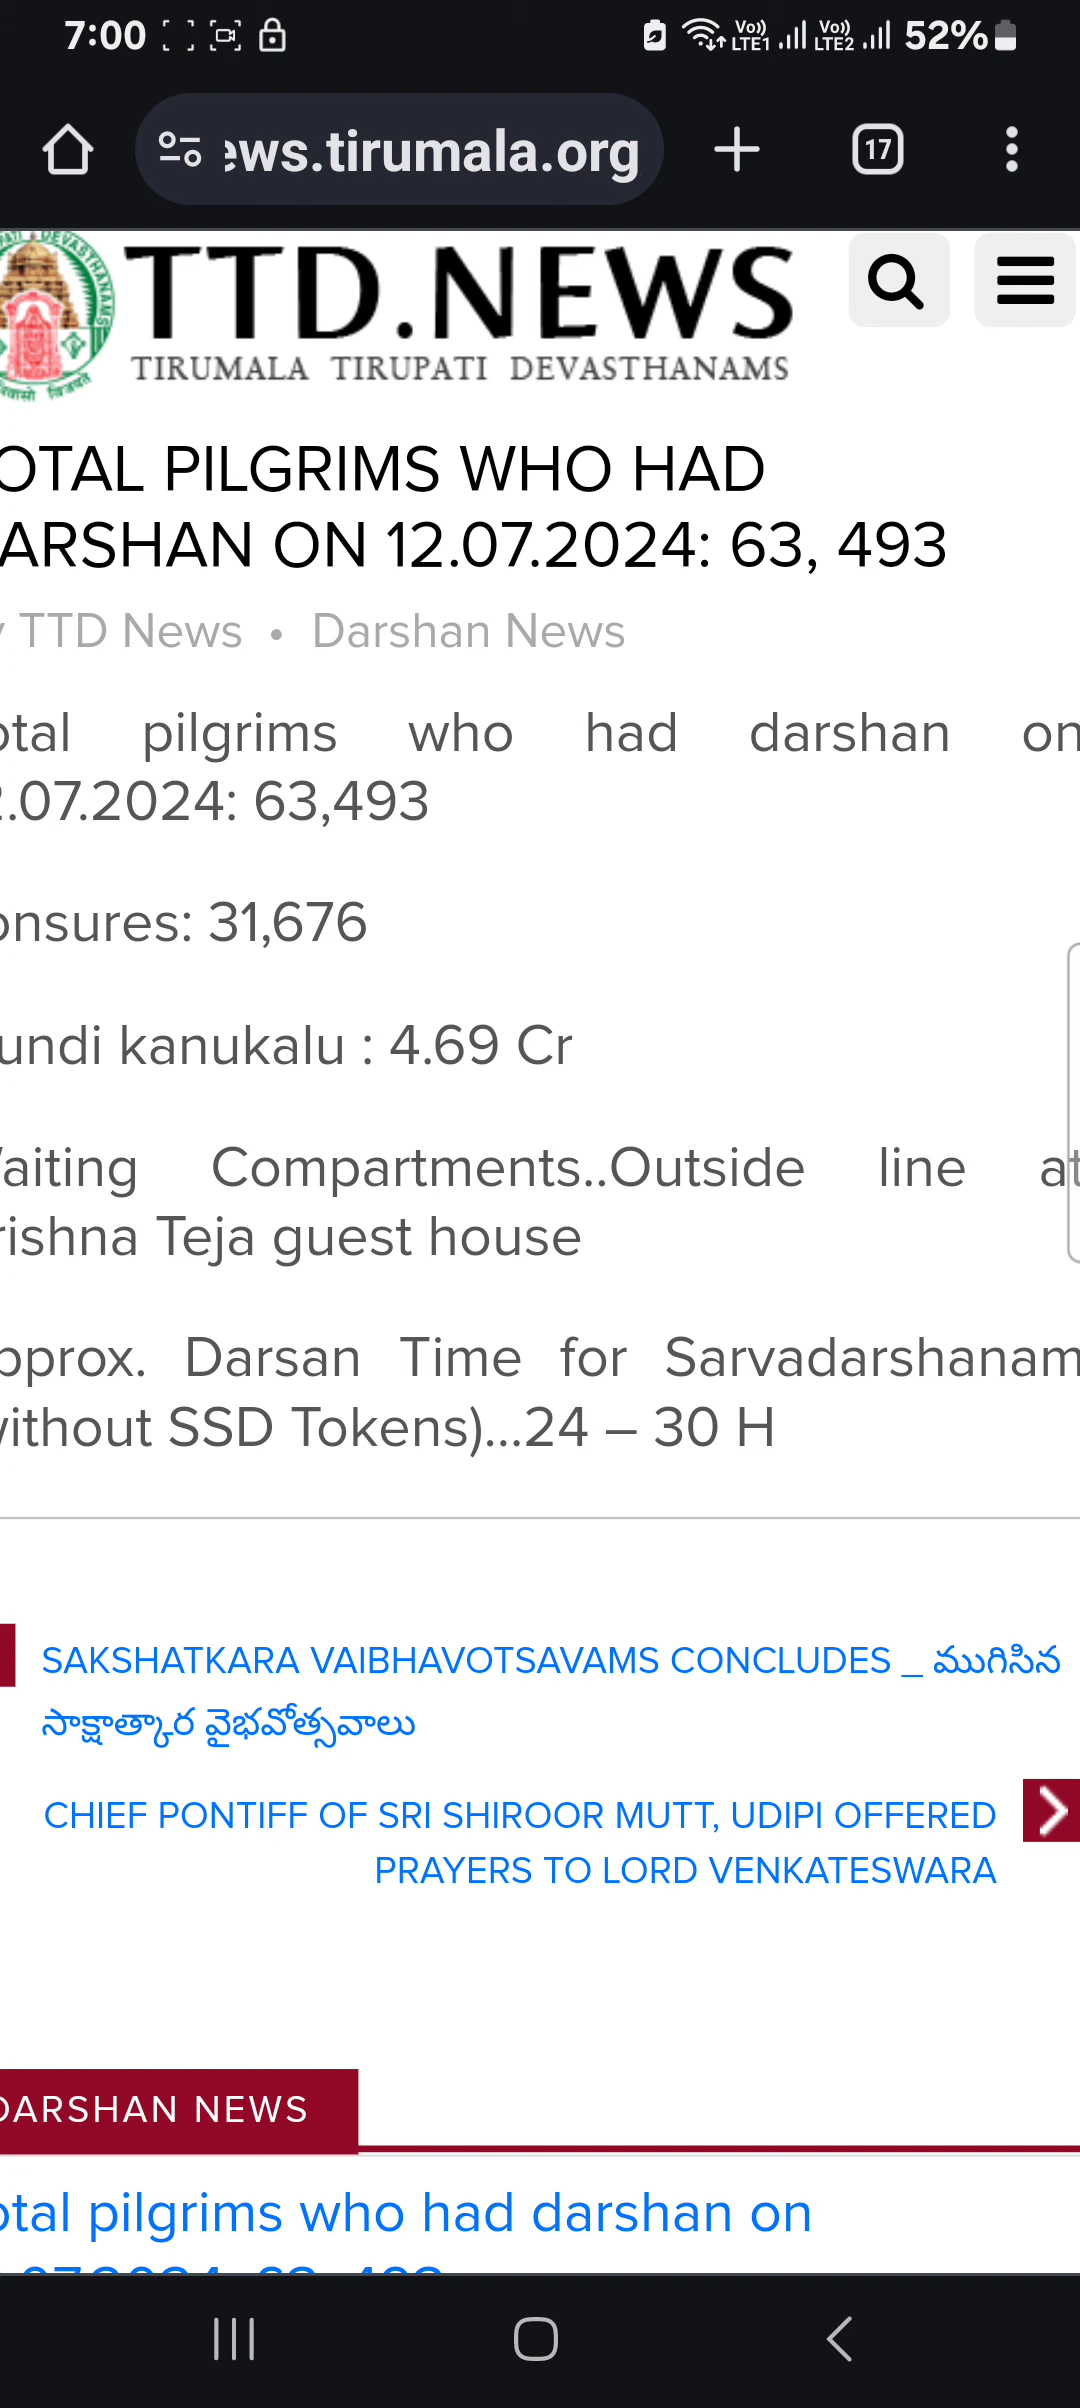 7:00 Vo)) LTE1 Vo)) LTE2 52%
ews.tirumala.org 17
TTD.NEWS
TIRUMALA TIRUPATI DEVASTHANAMS
OTAL PILGRIMS WHO HAD
ARSHAN ON 12.07.2024: 63, 493
TTD News • Darshan News
otal pilgrims who had darshan on
.07.2024: 63,493
onsures: 31,676
undi kanukalu : 4.69 Cr
aiting Compartments..Outside line at
rishna Teja guest house
pprox. Darsan Time for Sarvadarshanam
ithout SSD Tokens)...24 – 30 H
SAKSHATKARA VAIBHAVOTSAVAMS CONCLUDES _ ముగిసిన
సాక్షాత్కార వైభవోత్సవాలు
CHIEF PONTIFF OF SRI SHIROOR MUTT, UDIPI OFFERED
PRAYERS TO LORD VENKATESWARA
DARSHAN NEWS
otal pilgrims who had darshan on